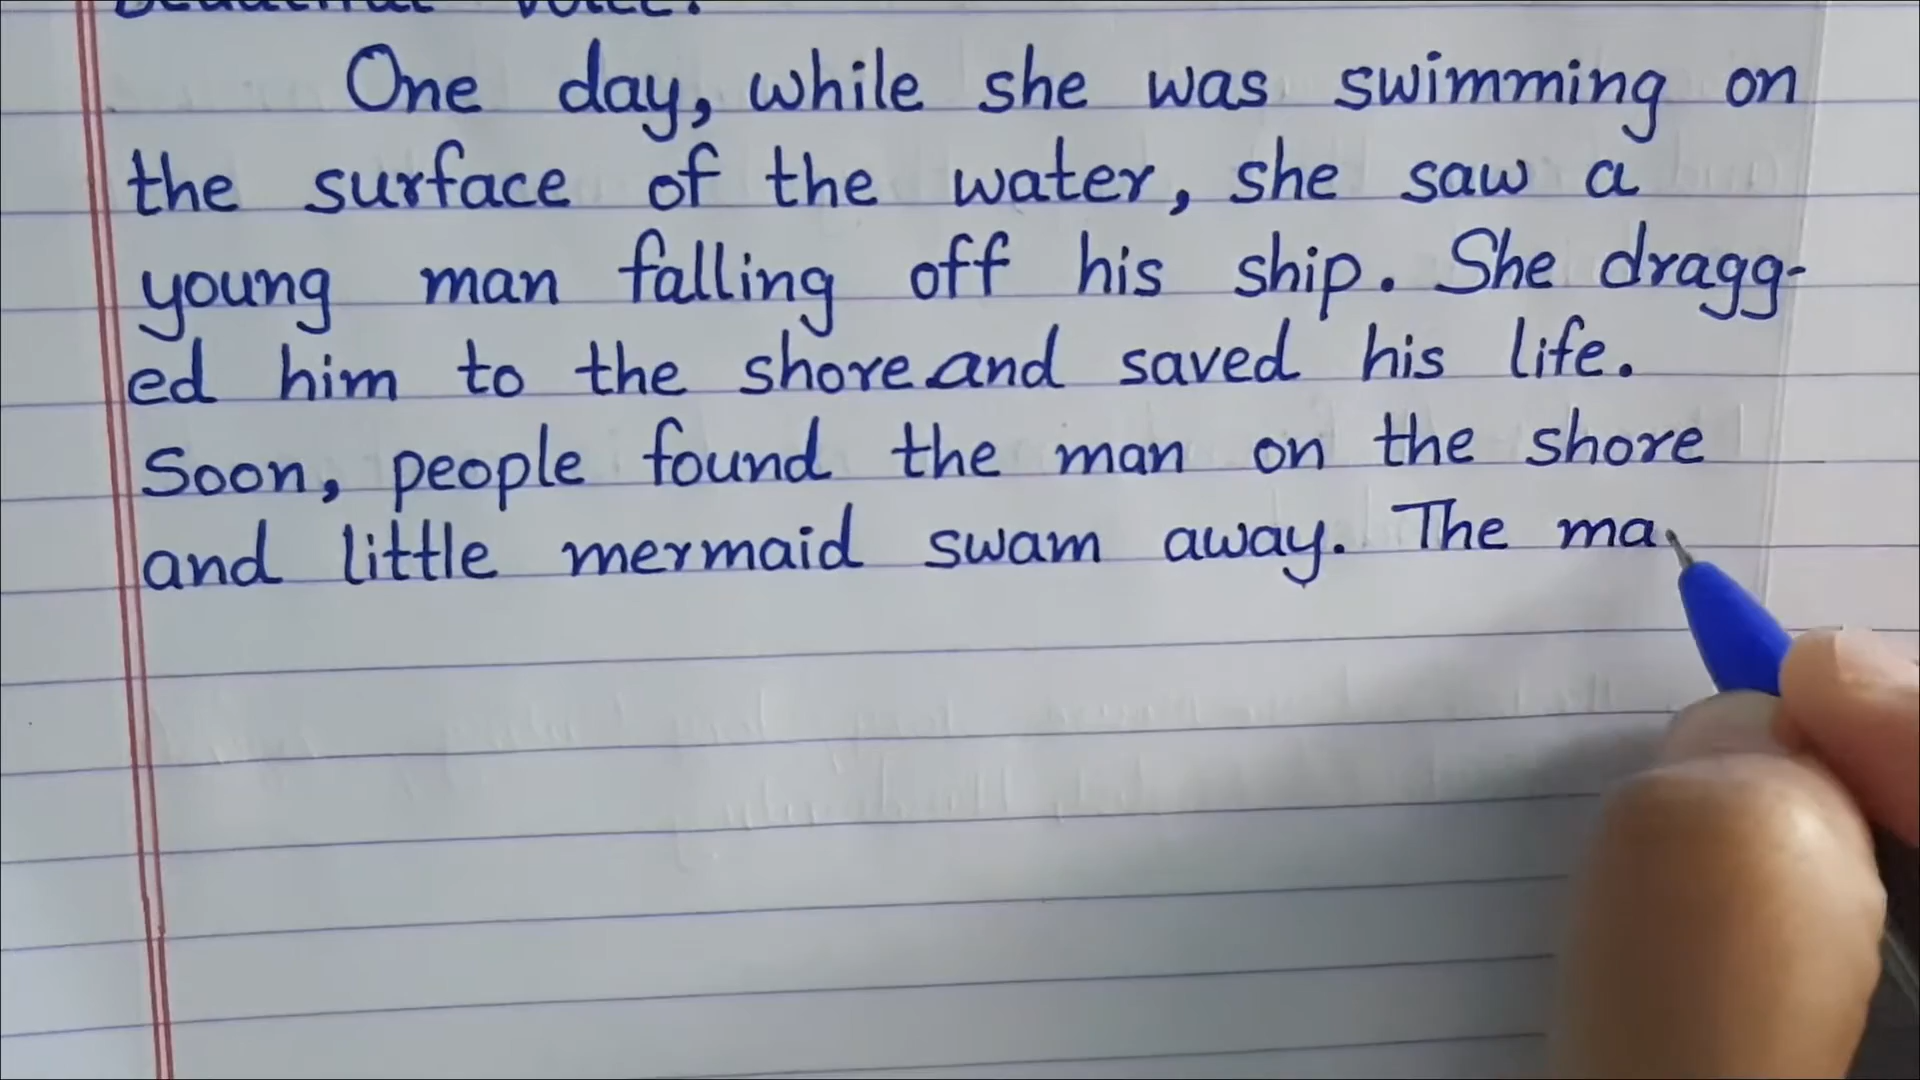 beautiful voice.
One day, while she was swimming on
the surface of the water, she saw a
young man falling off his ship. She dragg-
ed him to the shore and saved his life.
Soon, people found the man on the shore
and little mermaid swam away. The ma